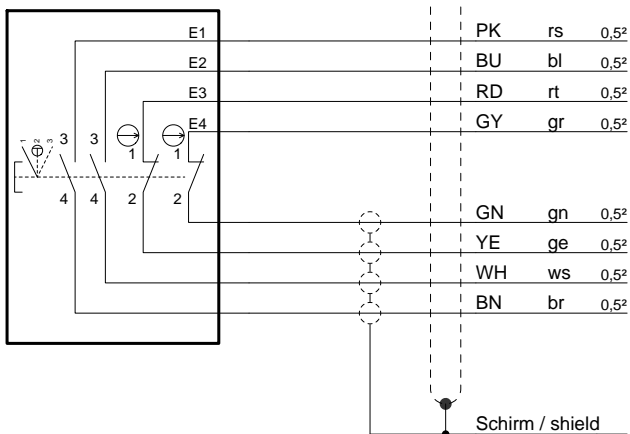 E1 PK rs 0,5²
E2 BU bl 0,5²
E3 RD rt 0,5²
E4 GY gr 0,5²
1 2 3
3 3 1 1
4 4 2 2
GN gn 0,5²
YE ge 0,5²
WH ws 0,5²
BN br 0,5²
Schirm / shield